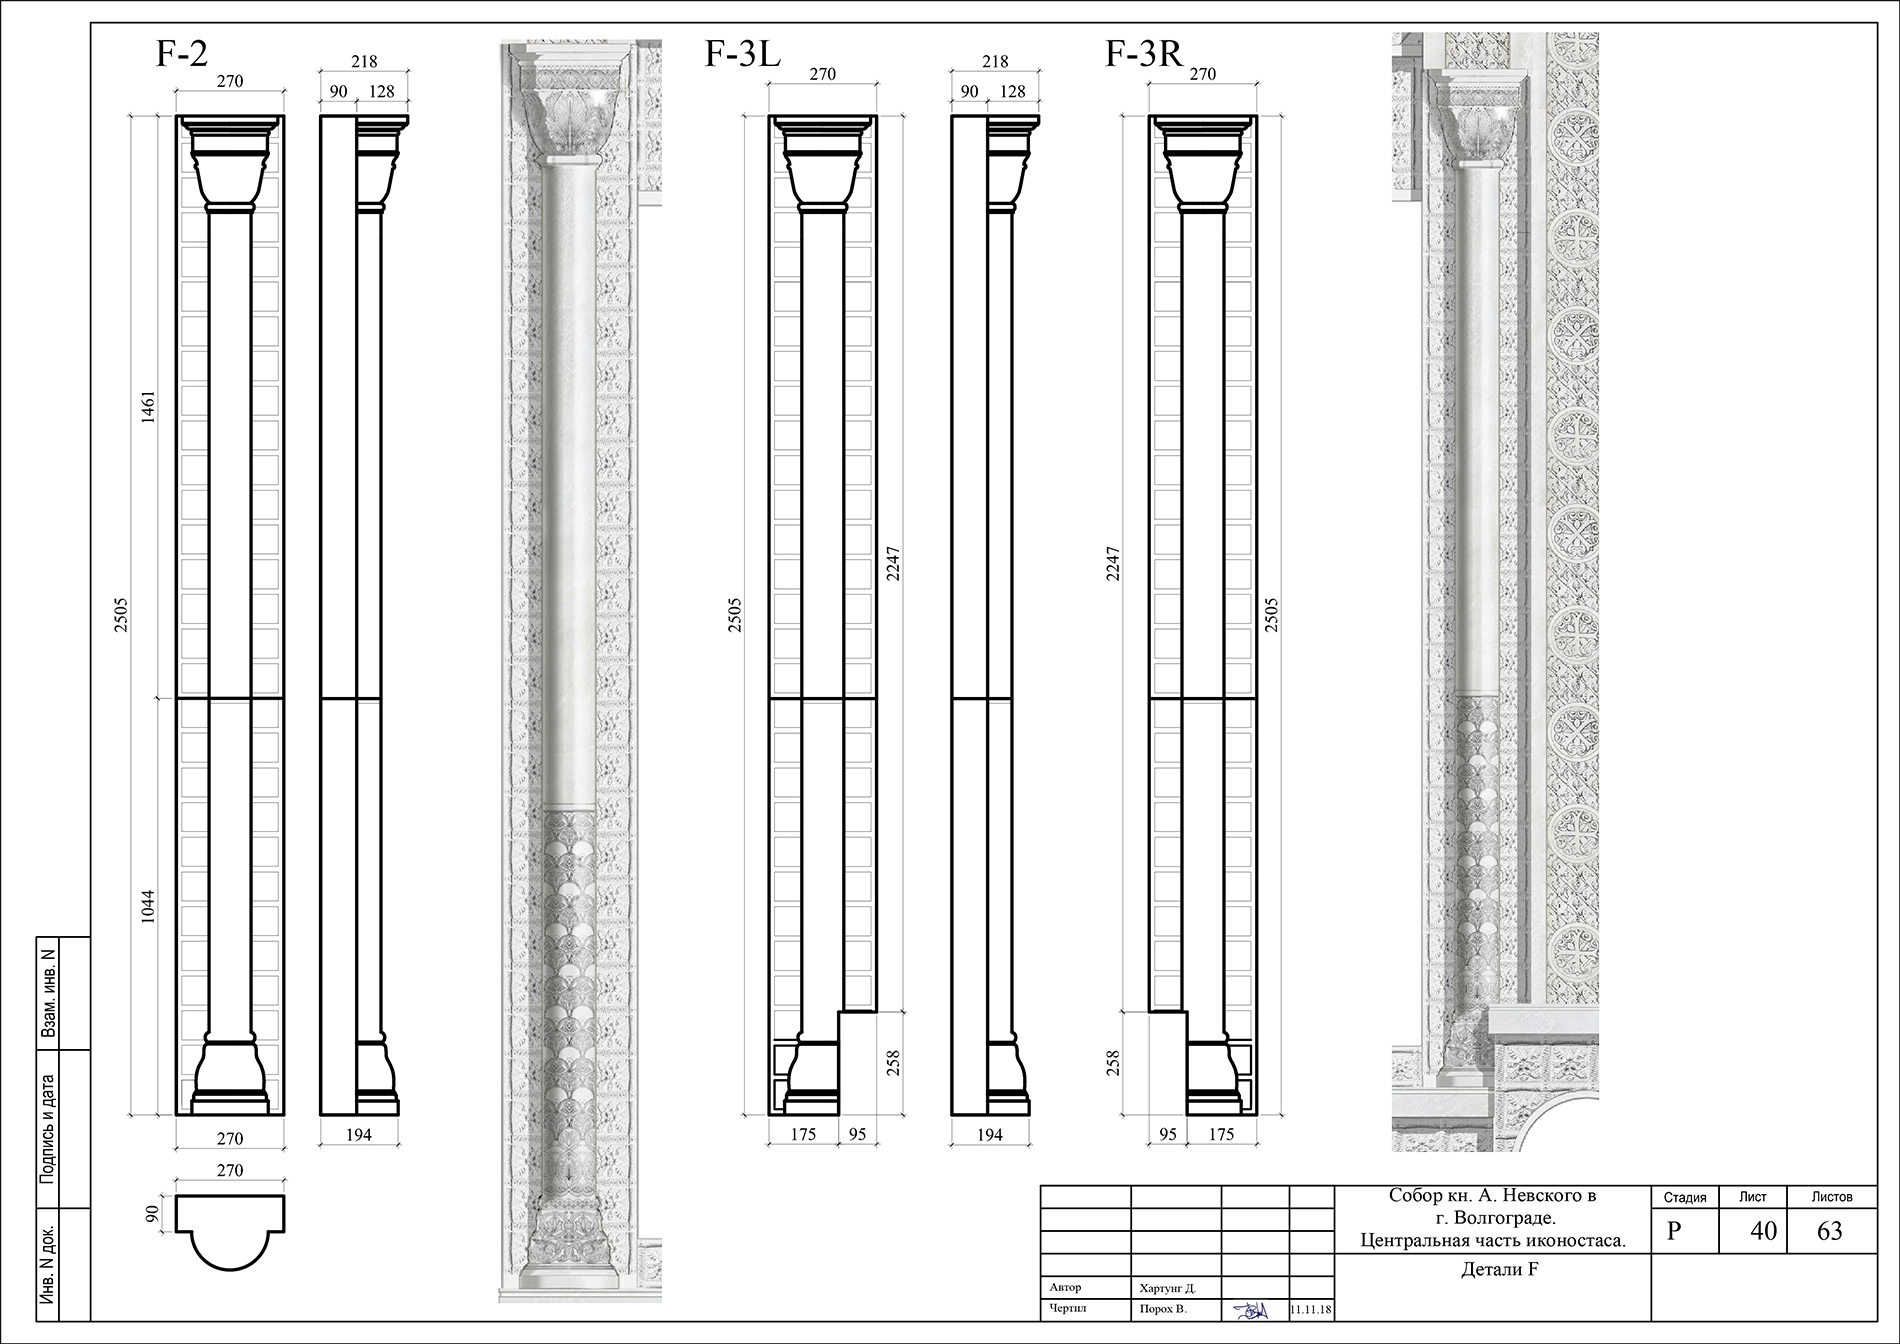 F-2
270
218
90
128
1461
2505
1044
270
194
270
90
F-3L
270
218
90
128
2247
2505
258
175
95
194
F-3R
270
2247
2505
258
95
175
Взам. инв. N
Подпись и дата
Инв. N док.
Собор кн. А. Невского в
г. Волгограде.
Центральная часть иконостаса.
Детали F
Стадия Лист Листов
Р 40 63
Автор Хартунг Д.
Чертил Порох В. 11.11.18